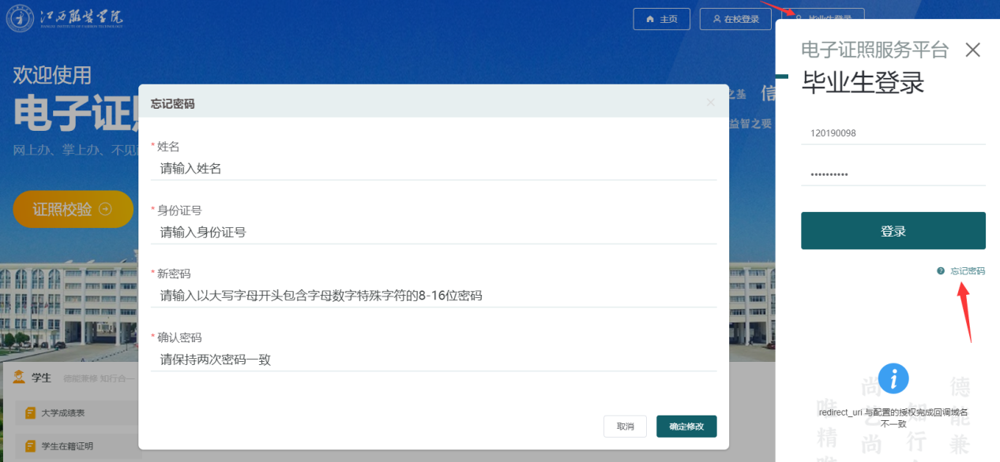 江西服装学院
JIANGXI INSTITUTE OF FASHION TECHNOLOGY
主页
在校登录
毕业生登录
欢迎使用
电子证
网上办、掌上办、不见
证照校验
之基 信
益智之要
忘记密码
* 姓名
请输入姓名
* 身份证号
请输入身份证号
* 新密码
请输入以大写字母开头包含字母数字特殊字符的8-16位密码
* 确认密码
请保持两次密码一致
取消
确定修改
学生 德能兼修 知行合一
大学成绩表
学生在籍证明
电子证照服务平台
毕业生登录
120190098
••••••••••
登录
忘记密码
redirect_uri 与配置的授权完成回调域名
不一致
尚 德
唯 艺 知 能
精 尚 行 兼